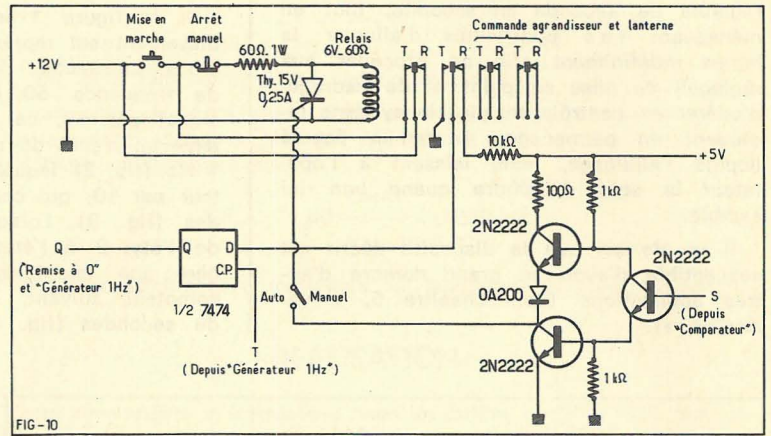 Mise en
marche
Arrêt
manuel
Relais
6V_60Ω
Commande agrandisseur et lanterne
60Ω.1W
T R T R T R T R
+12V
Thy. 15V
0,25A
10kΩ
+5V
100Ω
1kΩ
2N2222
2N2222
Q
Q
D
CP.
("Remise à 0"
et "Générateur 1Hz")
1/2 7474
Auto
Manuel
0A200
S
(Depuis
"Comparateur")
T
(Depuis "Générateur 1Hz")
2N2222
1kΩ
FIG-10